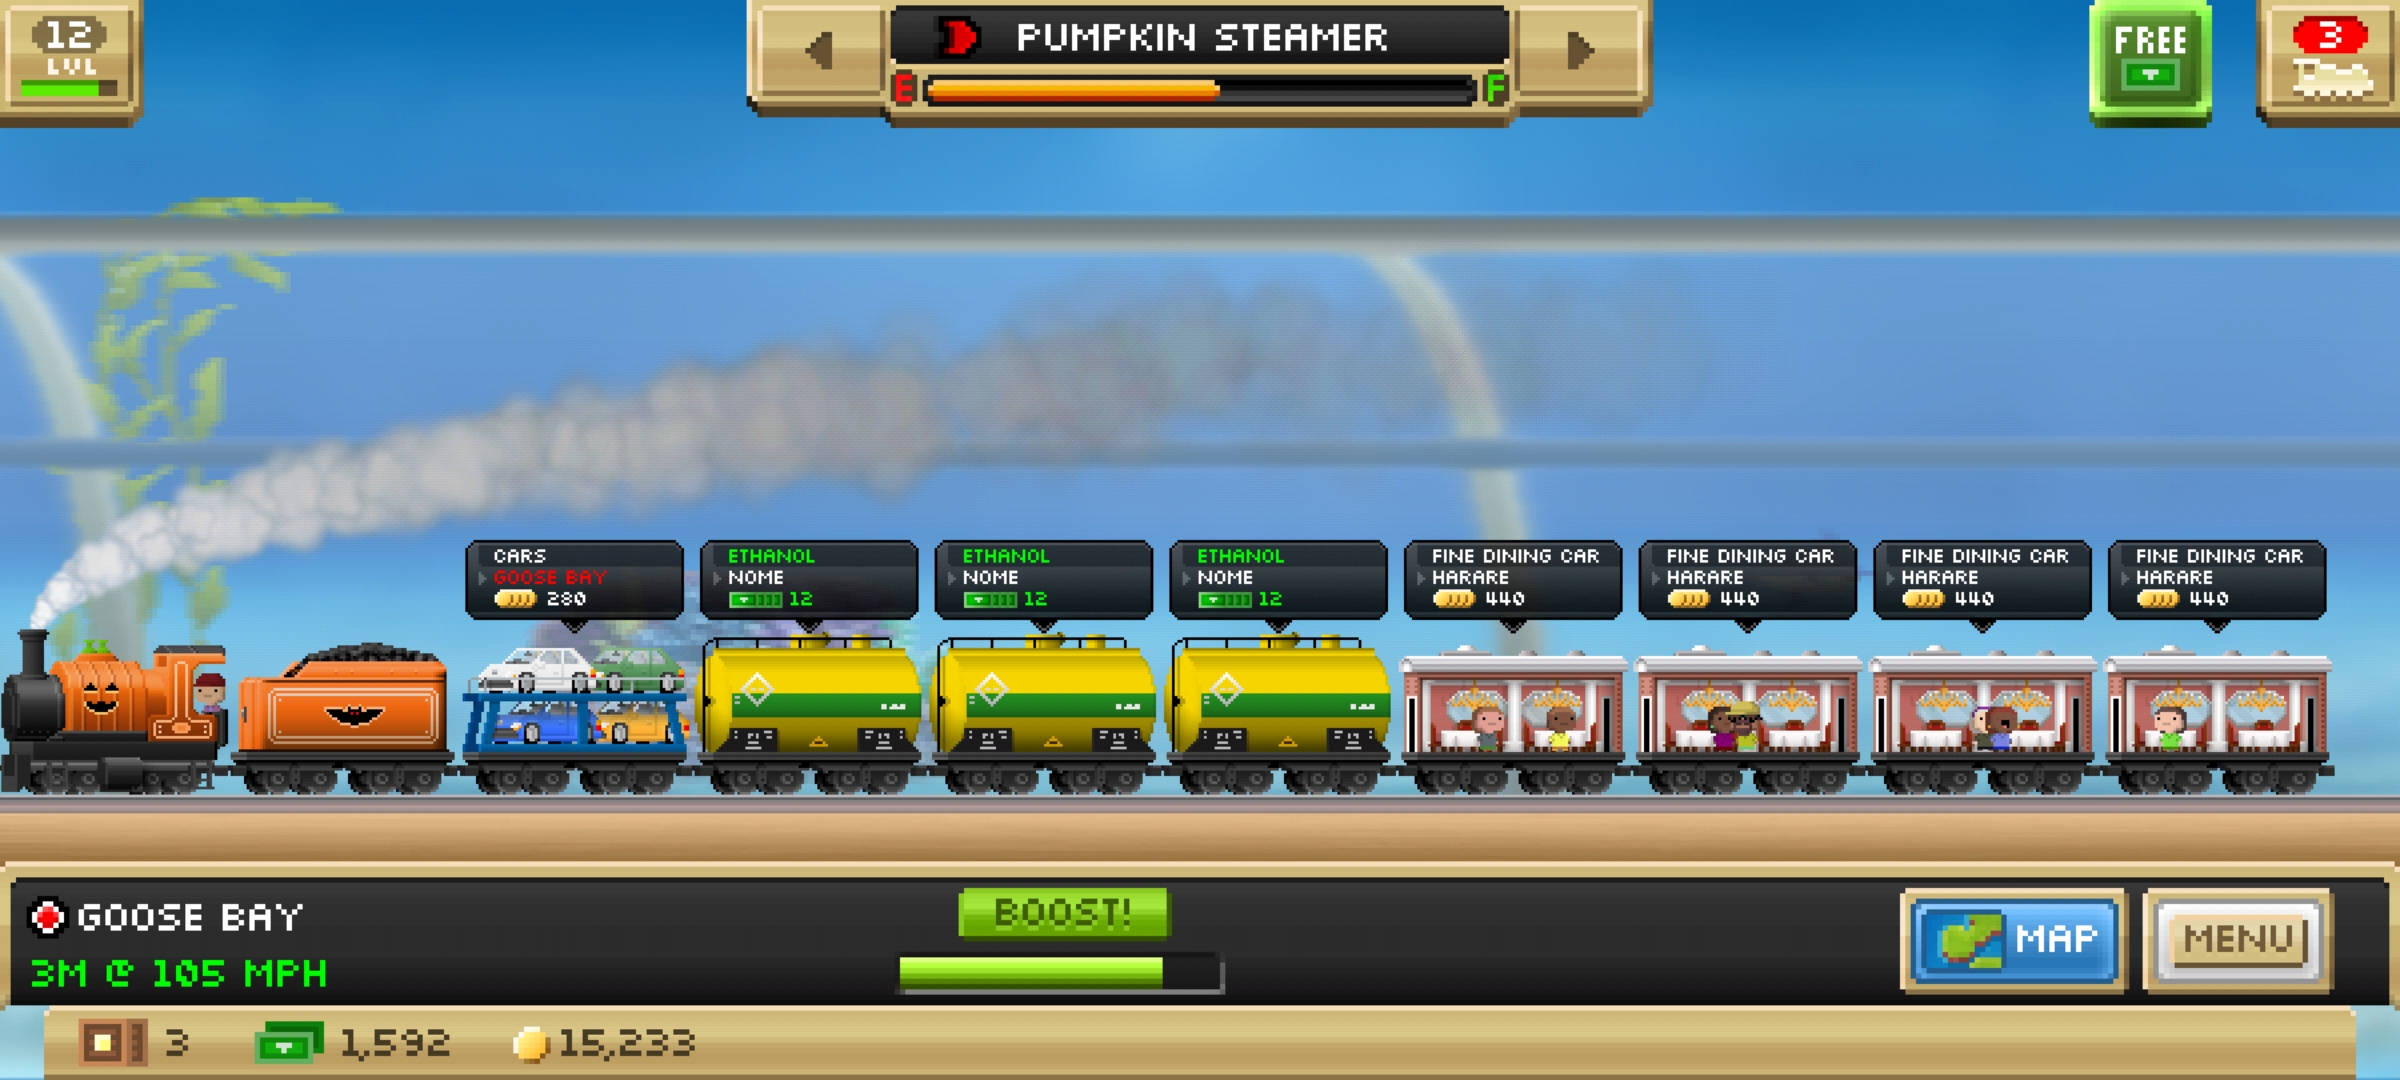 12
LVL
PUMPKIN STEAMER
E F
FREE
3
CARS
GOOSE BAY
280
ETHANOL
NOME
12
ETHANOL
NOME
12
ETHANOL
NOME
12
FINE DINING CAR
HARARE
440
FINE DINING CAR
HARARE
440
FINE DINING CAR
HARARE
440
FINE DINING CAR
HARARE
440
GOOSE BAY
3M @ 105 MPH
BOOST!
MAP
MENU
3
1,592
15,233